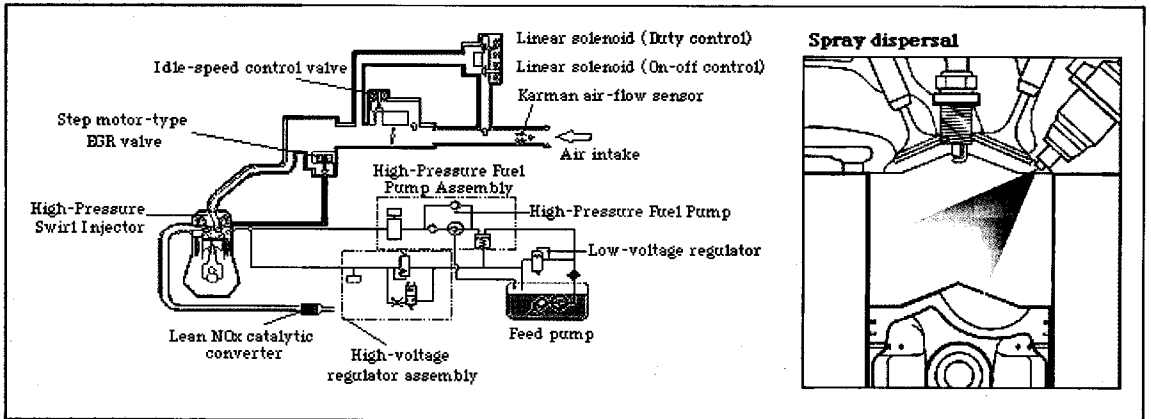 Linear solenoid (Duty control)
Linear solenoid (On-off control)
Idle-speed control valve
Karman air-flow sensor
Step motor-type
EGR valve
Air intake
High-Pressure Fuel
Pump Assembly
High-Pressure
Swirl Injector
High-Pressure Fuel Pump
Low-voltage regulator
Feed pump
Lean NOx catalytic
converter
High-voltage
regulator assembly
Spray dispersal